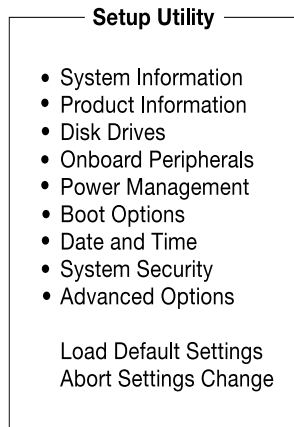 Setup Utility
• System Information
• Product Information
• Disk Drives
• Onboard Peripherals
• Power Management
• Boot Options
• Date and Time
• System Security
• Advanced Options
Load Default Settings
Abort Settings Change